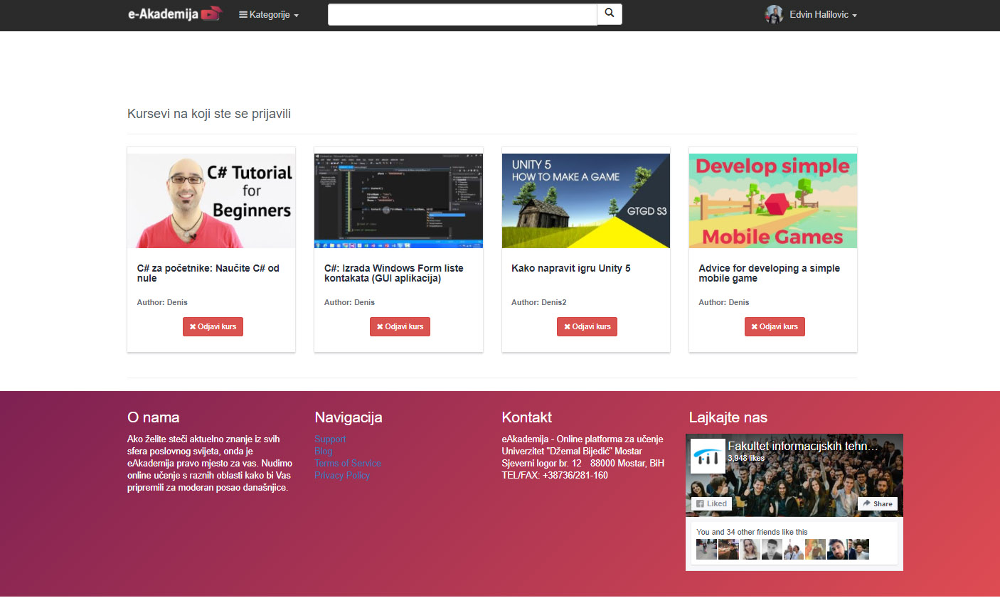 e-Akademija
Kategorije
Edvin Halilovic
Kursevi na koji ste se prijavili
C# Tutorial
for
Beginners
UNITY 5
HOW TO MAKE A GAME
GTGD S3
Develop simple
Mobile Games
C# za početnike: Naučite C# od
nule
Author: Denis
Odjavi kurs
C#: Izrada Windows Form liste
kontakata (GUI aplikacija)
Author: Denis
Odjavi kurs
Kako napravit igru Unity 5
Author: Denis2
Odjavi kurs
Advice for developing a simple
mobile game
Author: Denis
Odjavi kurs
O nama
Ako želite steči aktuelno znanje iz svih
sfera poslovnog svijeta, onda je
eAkademija pravo mjesto za vas. Nudimo
online učenje s raznih oblasti kako bi Vas
pripremili za moderan posao današnjice.
Navigacija
Support
Blog
Terms of Service
Privacy Policy
Kontakt
eAkademija - Online platforma za učenje
Univerzitet "Džemal Bijedić" Mostar
Sjeverni logor br. 12 88000 Mostar, BiH
TEL/FAX: +38736/281-160
Lajkajte nas
FIT
Fakultet informacijskih tehn...
3,948 likes
Liked
Share
You and 34 other friends like this